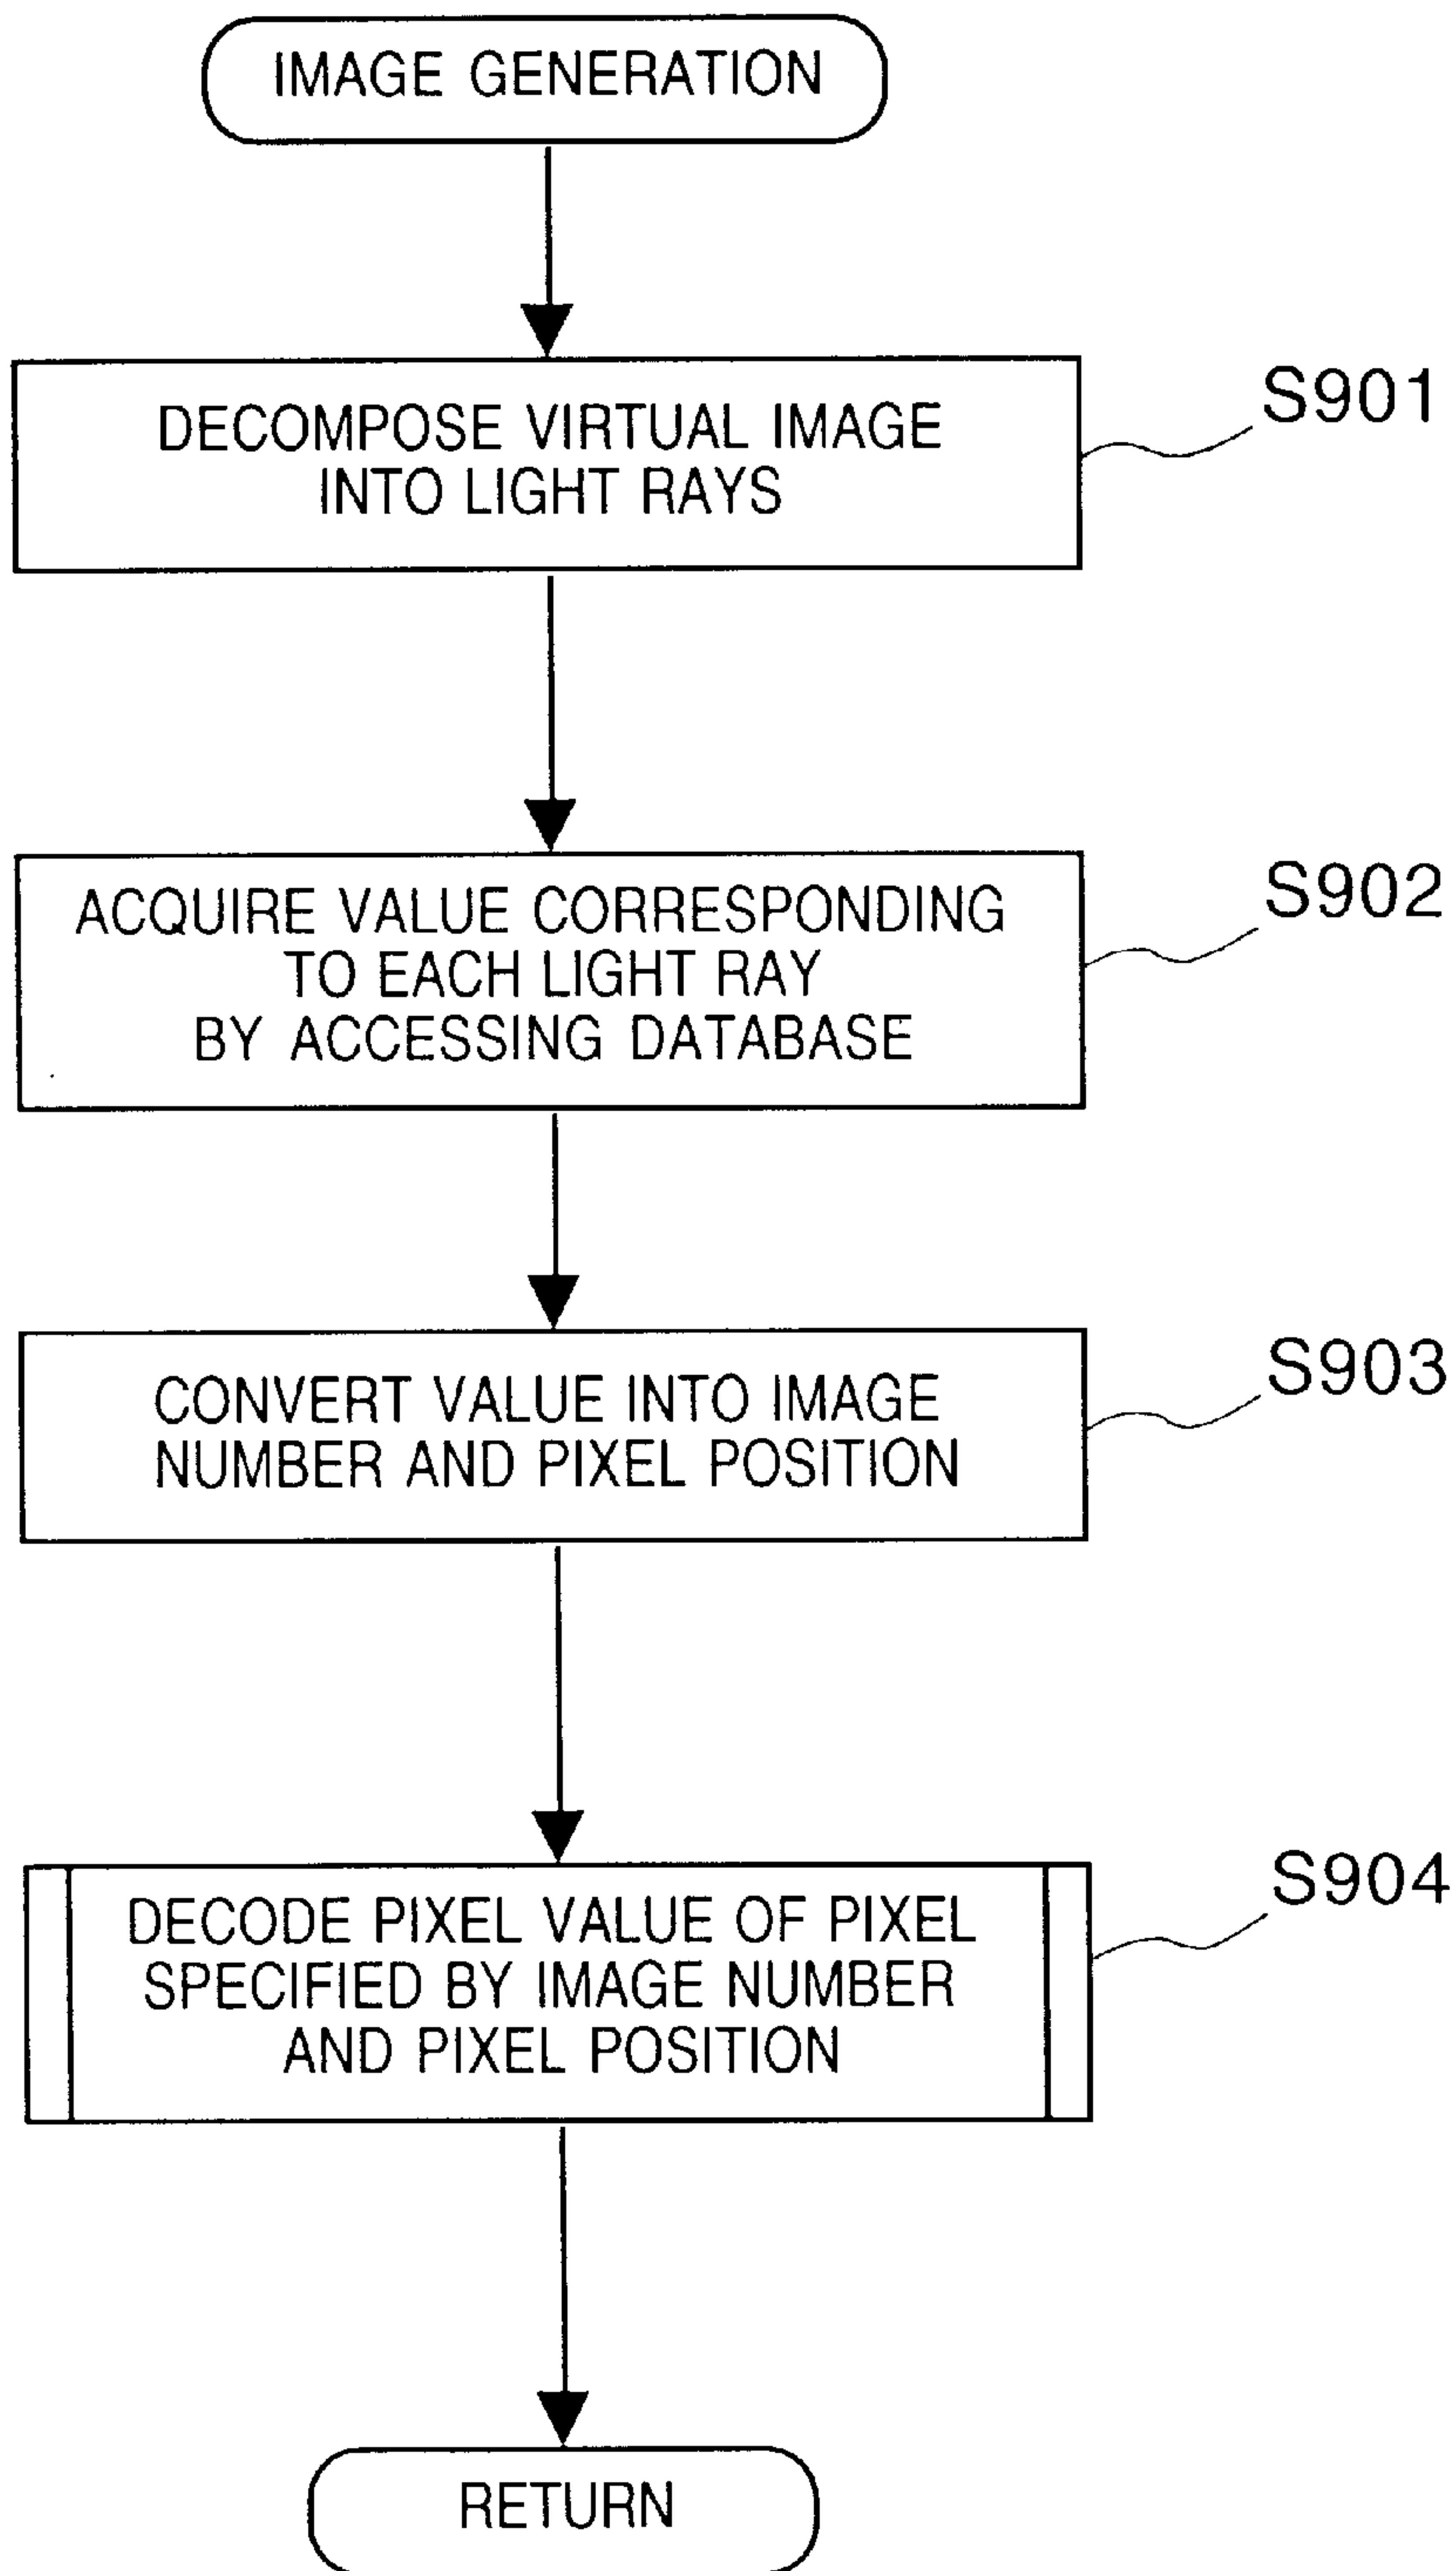 IMAGE GENERATION
DECOMPOSE VIRTUAL IMAGE
INTO LIGHT RAYS
S901
ACQUIRE VALUE CORRESPONDING
TO EACH LIGHT RAY
BY ACCESSING DATABASE
S902
CONVERT VALUE INTO IMAGE
NUMBER AND PIXEL POSITION
S903
DECODE PIXEL VALUE OF PIXEL
SPECIFIED BY IMAGE NUMBER
AND PIXEL POSITION
S904
RETURN